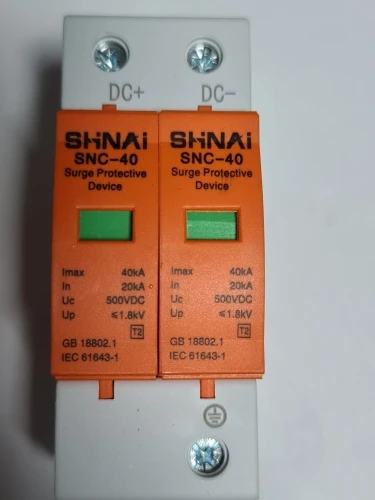 DC+ DC-
SHINAI
SNC-40
Surge Protective
Device
Imax 40kA
In 20kA
Uc 500VDC
Up ≤1.8kV
T2
GB 18802.1
IEC 61643-1
SHINAI
SNC-40
Surge Protective
Device
Imax 40kA
In 20kA
Uc 500VDC
Up ≤1.8kV
T2
GB 18802.1
IEC 61643-1